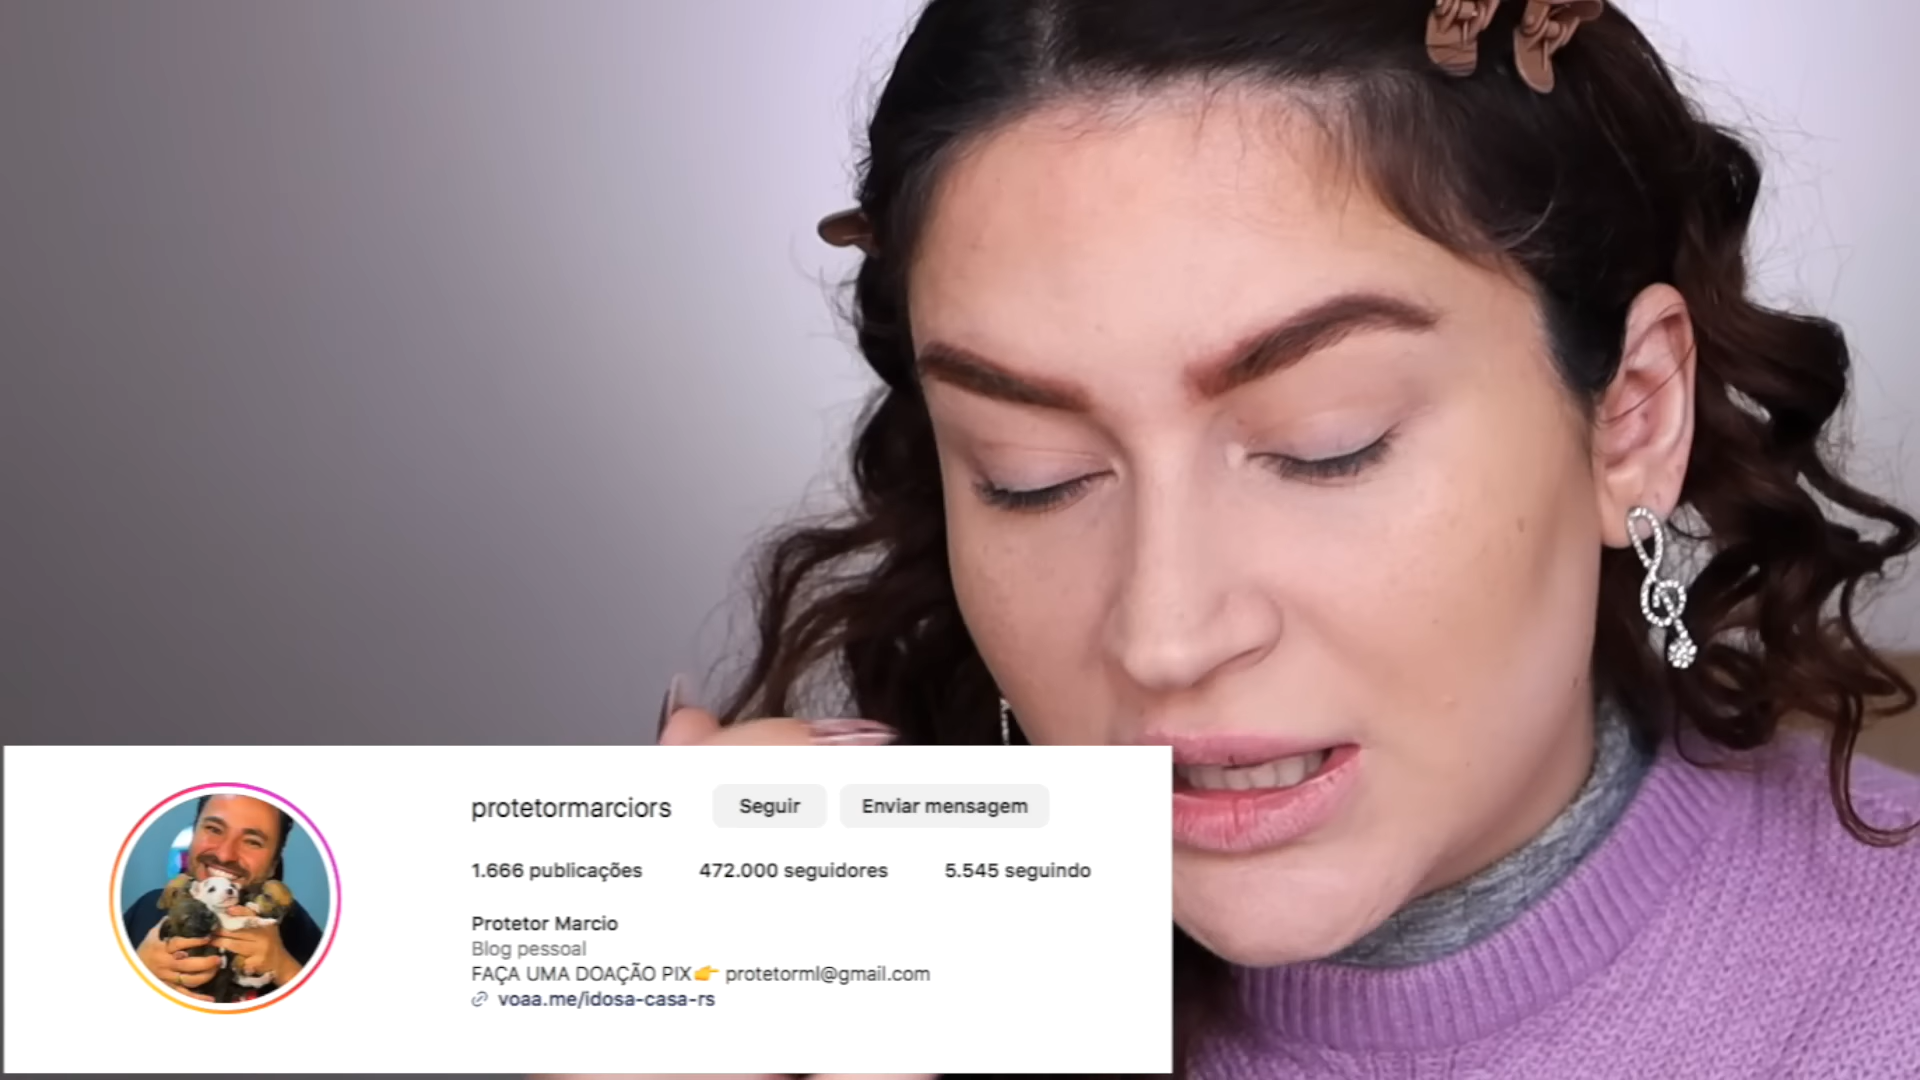 protetormarciors Seguir Enviar mensagem
1.666 publicações 472.000 seguidores 5.545 seguindo
Protetor Marcio
Blog pessoal
FAÇA UMA DOAÇÃO PIX👉 protetorml@gmail.com
voaa.me/idosa-casa-rs